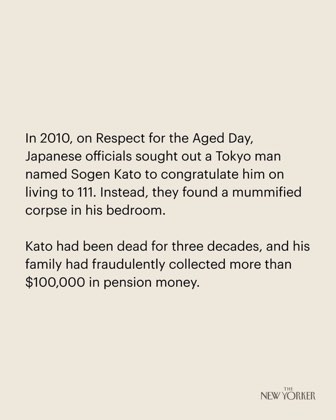 In 2010, on Respect for the Aged Day,
Japanese officials sought out a Tokyo man
named Sogen Kato to congratulate him on
living to 111. Instead, they found a mummified
corpse in his bedroom.
Kato had been dead for three decades, and his
family had fraudulently collected more than
$100,000 in pension money.
THE
NEW YORKER